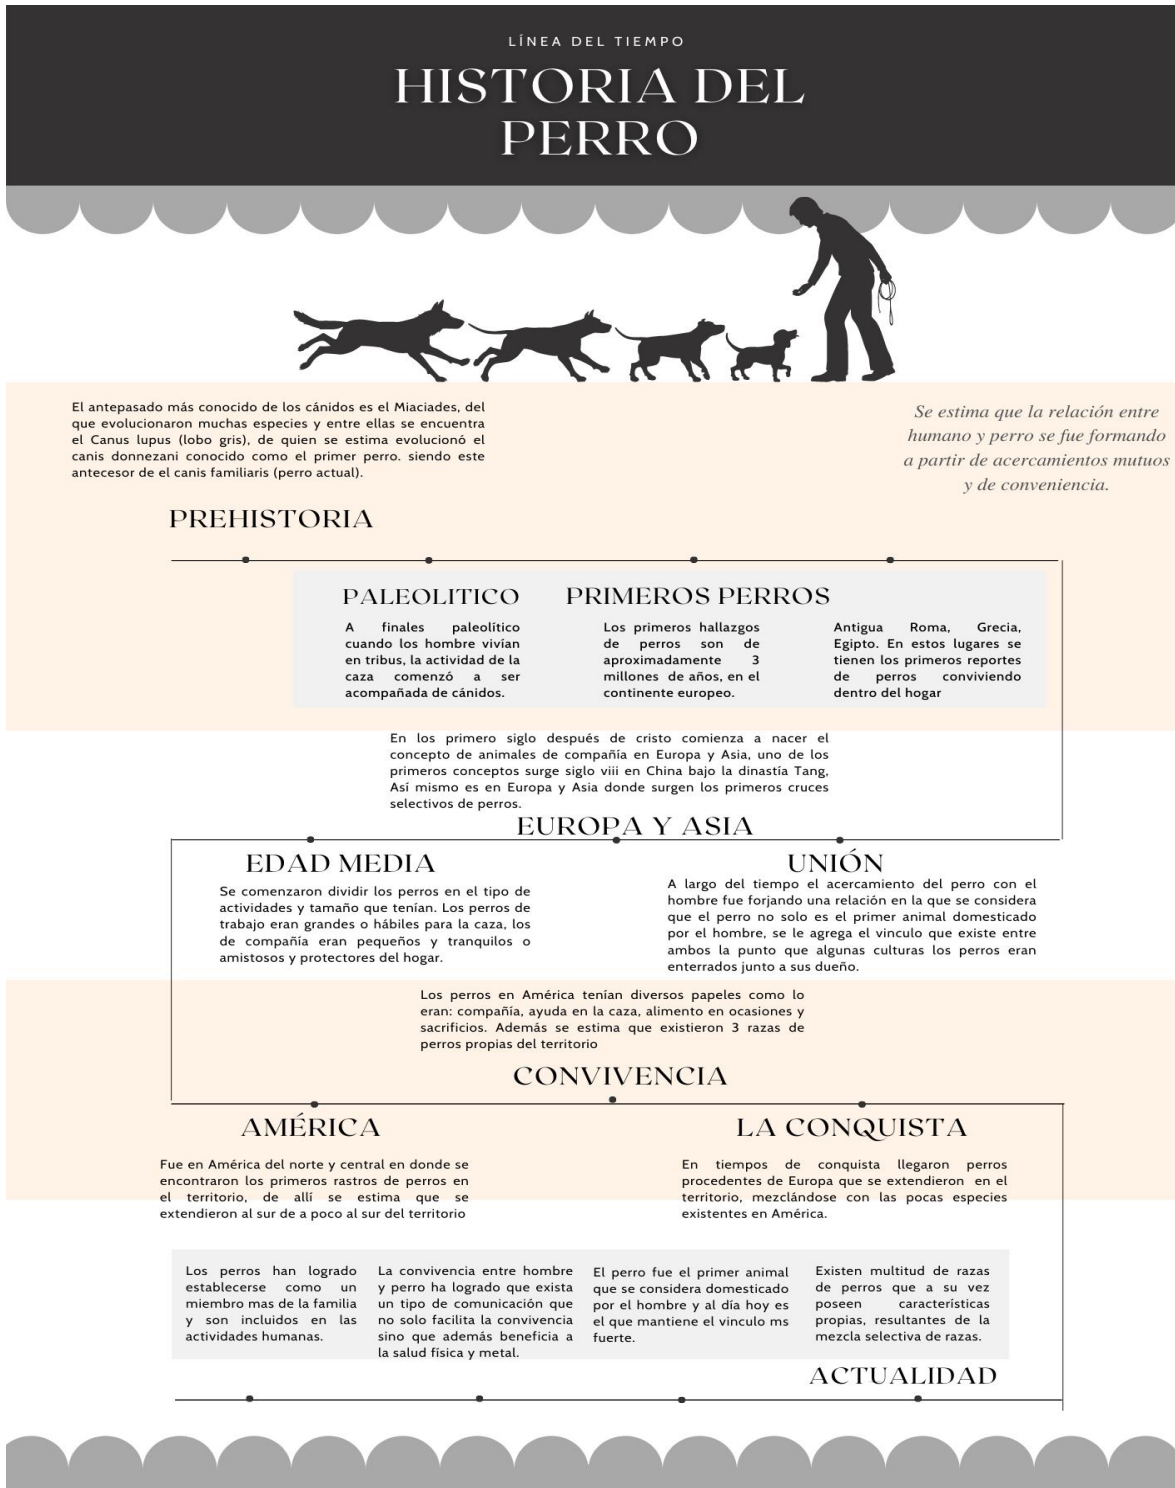 LÍNEA DEL TIEMPO
HISTORIA DEL
PERRO
El antepasado más conocido de los cánidos es el Miaciades, del
que evolucionaron muchas especies y entre ellas se encuentra
el Canus lupus (lobo gris), de quien se estima evolucionó el
canis donnezani conocido como el primer perro. siendo este
antecesor de el canis familiaris (perro actual).
Se estima que la relación entre
humano y perro se fue formando
a partir de acercamientos mutuos
y de conveniencia.
PREHISTORIA
PALEOLITICO
A finales paleolítico
cuando los hombre vivían
en tribus, la actividad de la
caza comenzó a ser
acompañada de cánidos.
PRIMEROS PERROS
Los primeros hallazgos
de perros son de
aproximadamente 3
millones de años, en el
continente europeo.
Antigua Roma, Grecia,
Egipto. En estos lugares se
tienen los primeros reportes
de perros conviviendo
dentro del hogar
En los primero siglo después de cristo comienza a nacer el
concepto de animales de compañía en Europa y Asia, uno de los
primeros conceptos surge siglo viii en China bajo la dinastía Tang,
Así mismo es en Europa y Asia donde surgen los primeros cruces
selectivos de perros.
EUROPA Y ASIA
EDAD MEDIA
Se comenzaron dividir los perros en el tipo de
actividades y tamaño que tenían. Los perros de
trabajo eran grandes o hábiles para la caza, los
de compañía eran pequeños y tranquilos o
amistosos y protectores del hogar.
UNIÓN
A largo del tiempo el acercamiento del perro con el
hombre fue forjando una relación en la que se considera
que el perro no solo es el primer animal domesticado
por el hombre, se le agrega el vinculo que existe entre
ambos la punto que algunas culturas los perros eran
enterrados junto a sus dueño.
Los perros en América tenían diversos papeles como lo
eran: compañía, ayuda en la caza, alimento en ocasiones y
sacrificios. Además se estima que existieron 3 razas de
perros propias del territorio
CONVIVENCIA
AMÉRICA
Fue en América del norte y central en donde se
encontraron los primeros rastros de perros en
el territorio, de allí se estima que se
extendieron al sur de a poco al sur del territorio
LA CONQUISTA
En tiempos de conquista llegaron perros
procedentes de Europa que se extendieron en el
territorio, mezclándose con las pocas especies
existentes en América.
Los perros han logrado
establecerse como un
miembro mas de la familia
y son incluidos en las
actividades humanas.
La convivencia entre hombre
y perro ha logrado que exista
un tipo de comunicación que
no solo facilita la convivencia
sino que además beneficia a
la salud física y metal.
El perro fue el primer animal
que se considera domesticado
por el hombre y al día hoy es
el que mantiene el vinculo ms
fuerte.
Existen multitud de razas
de perros que a su vez
poseen características
propias, resultantes de la
mezcla selectiva de razas.
ACTUALIDAD